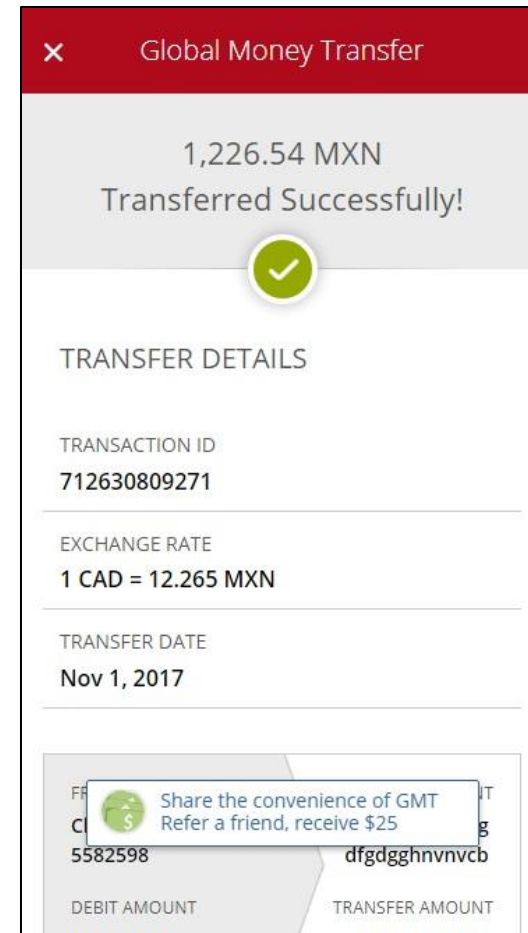 × Global Money Transfer
1,226.54 MXN
Transferred Successfully!
TRANSFER DETAILS
TRANSACTION ID
712630809271
EXCHANGE RATE
1 CAD = 12.265 MXN
TRANSFER DATE
Nov 1, 2017
Share the convenience of GMT
Refer a friend, receive $25
5582598
dfgdgghnvnvcb
DEBIT AMOUNT
TRANSFER AMOUNT